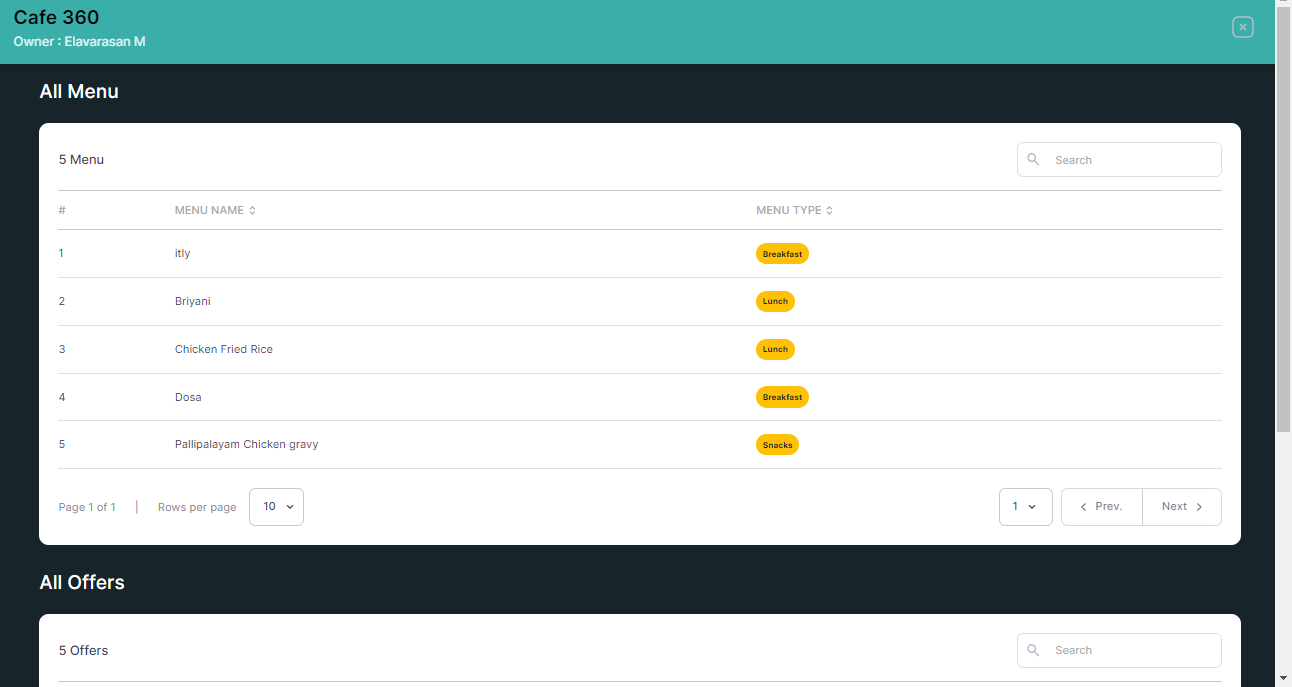 Cafe 360
Owner : Elavarasan M
All Menu
5 Menu
Search
# MENU NAME MENU TYPE
1 itly Breakfast
2 Briyani Lunch
3 Chicken Fried Rice Lunch
4 Dosa Breakfast
5 Pallipalayam Chicken gravy Snacks
Page 1 of 1 | Rows per page 10 1 Prev. Next
All Offers
5 Offers
Search